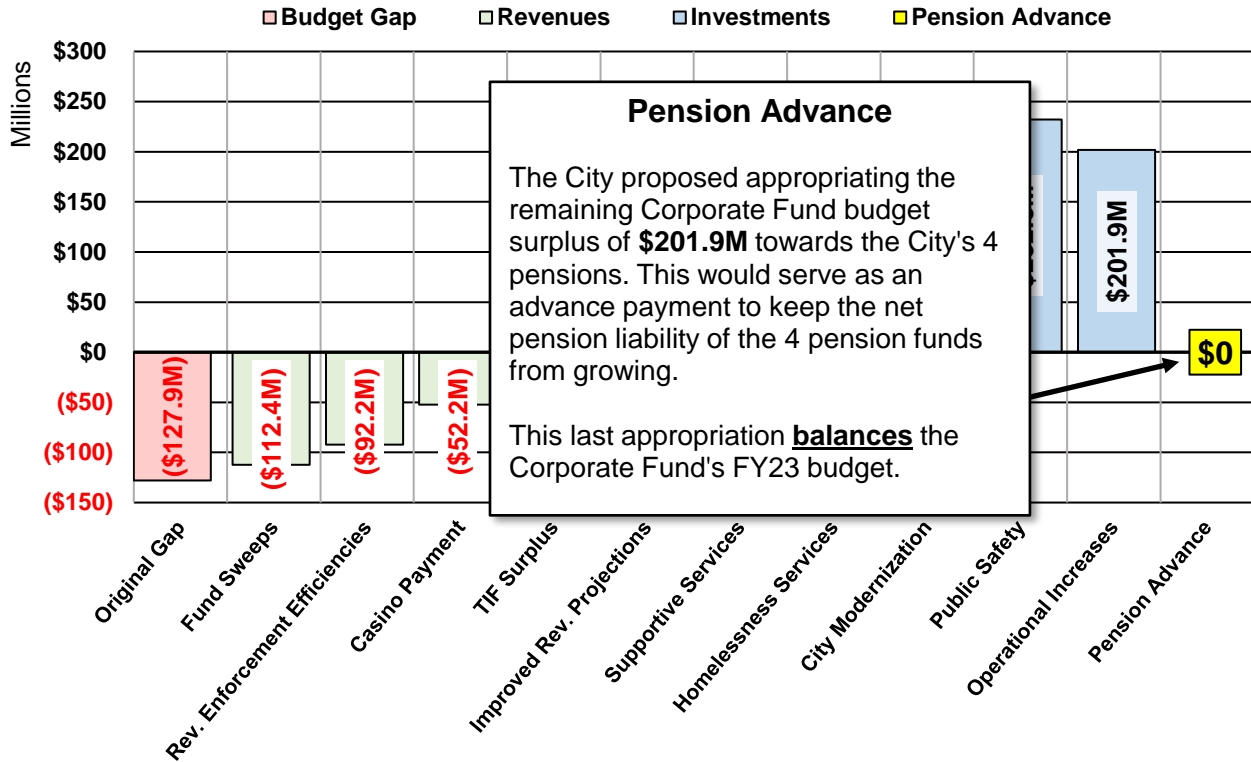 Budget Gap Revenues Investments Pension Advance
Millions
$300
$250
$200
$150
$100
$50
$0
($50)
($100)
($150)
Pension Advance
The City proposed appropriating the
remaining Corporate Fund budget
surplus of $201.9M towards the City's 4
pensions. This would serve as an
advance payment to keep the net
pension liability of the 4 pension funds
from growing.
This last appropriation balances the
Corporate Fund's FY23 budget.
($127.9M)
($112.4M)
($92.2M)
($52.2M)
$201.9M
$0
Original Gap
Fund Sweeps
Rev. Enforcement Efficiencies
Casino Payment
TIF Surplus
Improved Rev. Projections
Supportive Services
Homelessness Services
City Modernization
Public Safety
Operational Increases
Pension Advance